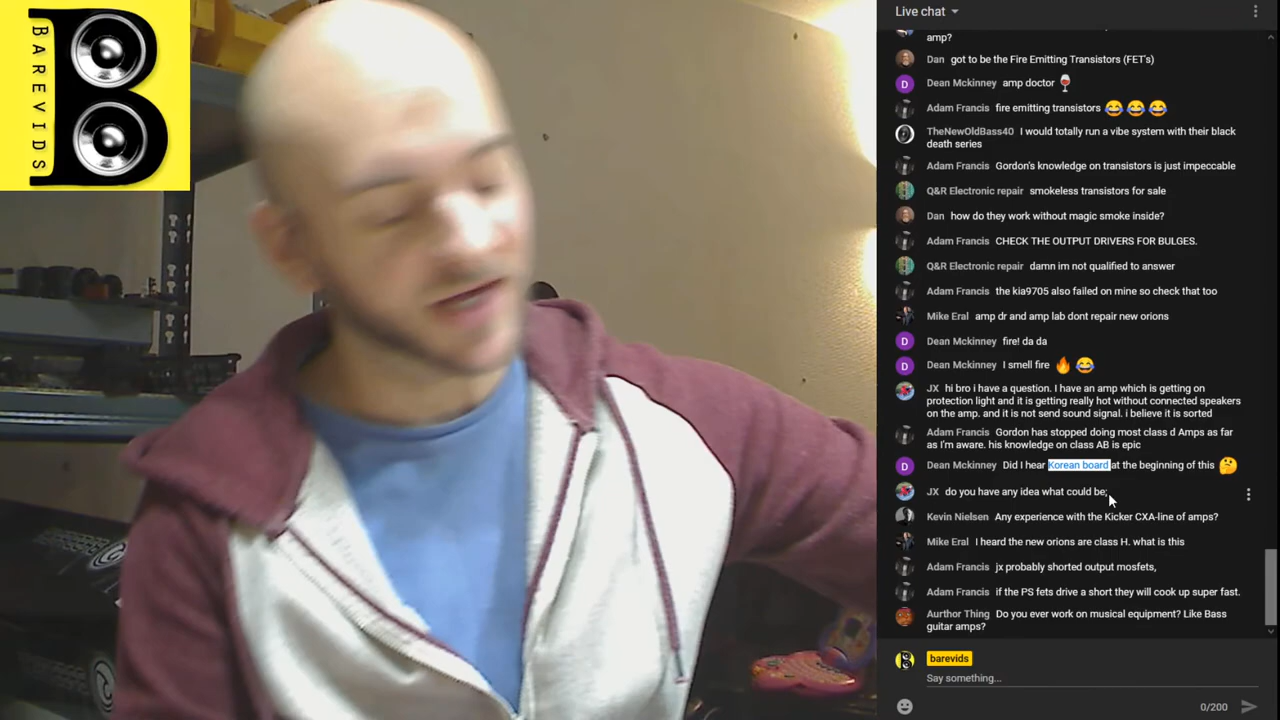 BAREVIDS
Live chat
amp?
Dan got to be the Fire Emitting Transistors (FET's)
D Dean Mckinney amp doctor 🍷
Adam Francis fire emitting transistors 😂 😂 😂
TheNewOldBass40 I would totally run a vibe system with their black
death series
Adam Francis Gordon's knowledge on transistors is just impeccable
Q&R Electronic repair smokeless transistors for sale
Dan how do they work without magic smoke inside?
Adam Francis CHECK THE OUTPUT DRIVERS FOR BULGES.
Q&R Electronic repair damn im not qualified to answer
Adam Francis the kia9705 also failed on mine so check that too
Mike Eral amp dr and amp lab dont repair new orions
D Dean Mckinney fire! da da
D Dean Mckinney I smell fire 🔥 😂
JX hi bro i have a question. I have an amp which is getting on
protection light and it is getting really hot without connected speakers
on the amp. and it is not send sound signal. i believe it is sorted
Adam Francis Gordon has stopped doing most class d Amps as far
as I'm aware. his knowledge on class AB is epic
D Dean Mckinney Did I hear Korean board at the beginning of this 🤔
JX do you have any idea what could be;
Kevin Nielsen Any experience with the Kicker CXA-line of amps?
Mike Eral I heard the new orions are class H. what is this
Adam Francis jx probably shorted output mosfets,
Adam Francis if the PS fets drive a short they will cook up super fast.
Aurthor Thing Do you ever work on musical equipment? Like Bass
guitar amps?
barevids
Say something...
0/200